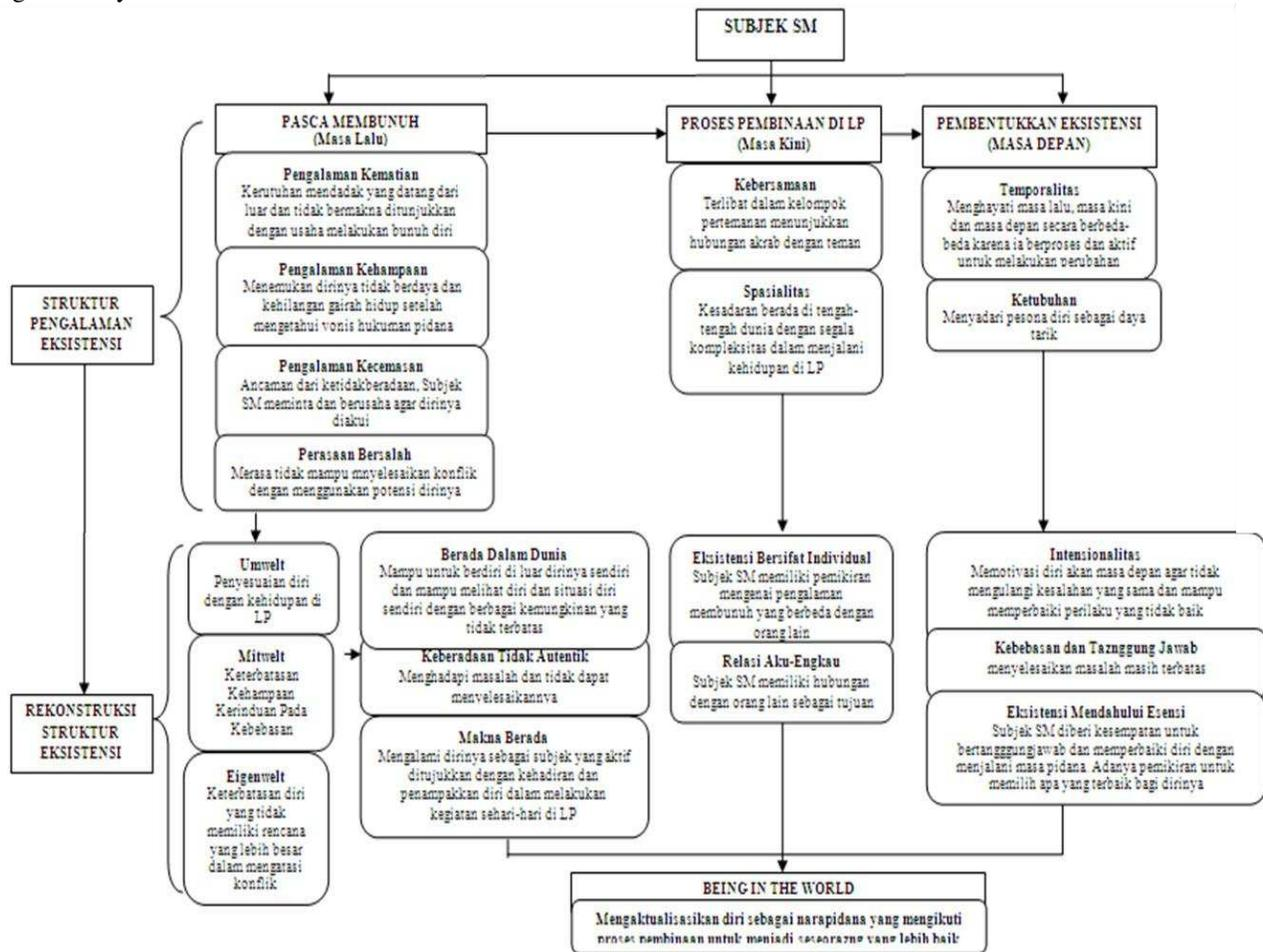 SUBJEK SM
PASCA MEMBUNUH
(Masa Lalu)
PROSES PEMBINAAN DI LP
(Masa Kini)
PEMBENTUKKAN EKSISTENSI
(MASA DEPAN)
STRUKTUR
PENGALAMAN
EKSISTENSI
Pengalaman Kematian
Kerutuhan mendadak yang datang dari
luar dan tidak bermakna ditunjukkan
dengan usaha melakukan bunuh diri
Pengalaman Kehampaan
Menemukan dirinya tidak berdaya dan
kehilangan gairah hidup setelah
mengetahui vonis hukuman pidana
Pengalaman Kecemasan
Ancaman dari ketidakberadaan, Subjek
SM meminta dan berusaha agar dirinya
diakui
Perasaan Bersalah
Merasa tidak mampu mnyelesaikan konflik
dengan menggunakan potensi dirinya
Kebersamaan
Terlibat dalam kelompok
pertemanan menunjukkan
hubungan akrab dengan teman
Spasialitas
Kesadaran berada di tengah-
tengah dunia dengan segala
kompleksitas dalam menjalani
kehidupan di LP
Temporalitas
Menghayati masa lalu, masa kini
dan masa depan secara berbeda-
beda karena ia berproses dan aktif
untuk melakukan perubahan
Ketubuhan
Menyadari pesona diri sebagai daya
tarik
REKONSTRUKSI
STRUKTUR
EKSISTENSI
Umwelt
Penyesuaian diri
dengan kehidupan di
LP
Mitwelt
Keterbatasan
Kehampaan
Kerinduan Pada
Kebebasan
Eigenwelt
Keterbatasan diri
yang tidak
memiliki rencana
yang lebih besar
dalam mengatasi
konflik
Berada Dalam Dunia
Mampu untuk berdiri di luar dirinya sendiri
dan mampu melihat diri dan situasi diri
sendiri dengan berbagai kemungkinan yang
tidak terbatas
Keberadaan Tidak Autentik
Menghadapi masalah dan tidak dapat
menyelesaikannya
Makna Berada
Mengalami dirinya sebagai subjek yang aktif
ditujukkan dengan kehadiran dan
penampakkan diri dalam melakukan
kegiatan sehari-hari di LP
Eksistensi Bersifat Individual
Subjek SM memiliki pemikiran
mengenai pengalaman
membunuh yang berbeda dengan
orang lain
Relasi Aku-Engkau
Subjek SM memiliki hubungan
dengan orang lain sebagai tujuan
Intensionalitas
Memotivasi diri akan masa depan agar tidak
mengulangi kesalahan yang sama dan mampu
memperbaiki perilaku yang tidak baik
Kebebasan dan Taznggung Jawab
menyelesaikan masalah masih terbatas
Eksistensi Mendahului Esensi
Subjek SM diberi kesempatan untuk
bertangggungjawab dan memperbaiki diri dengan
menjalani masa pidana. Adanya pemikiran untuk
memilih apa yang terbaik bagi dirinya
BEING IN THE WORLD
Mengaktualisasikan diri sebagai narapidana yang mengikuti
proses pembinaan untuk menjadi seseorazng yang lebih baik